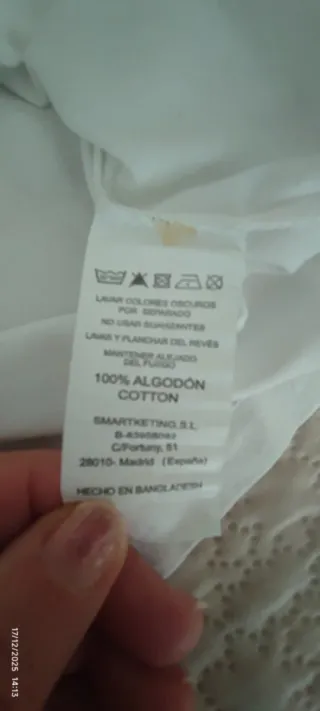 LAVAR COLORES OSCUROS
POR SEPARADO
NO USAR SUAVIZANTES
LAVAR Y PLANCHAR DEL REVÉS
MANTENER ALEJADO
DEL FUEGO
100% ALGODÓN
COTTON
SMARTKETING,S.L
C/Fortuny, 51
28010- Madrid (España)
HECHO EN BANGLADESH
17/12/2025 14:13